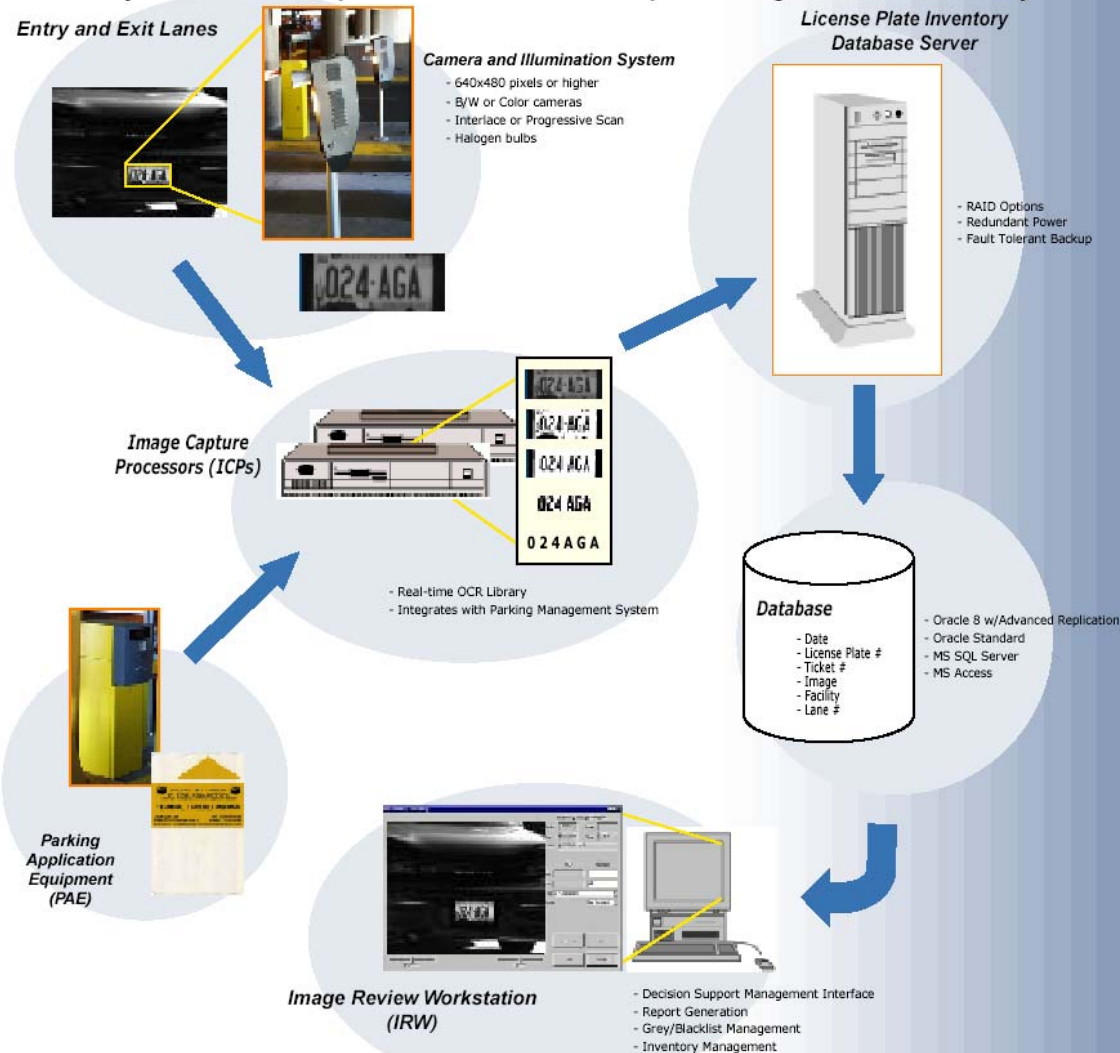 Entry and Exit Lanes
Camera and Illumination System
- 640x480 pixels or higher
- B/W or Color cameras
- Interlace or Progressive Scan
- Halogen bulbs
024·AGA
License Plate Inventory
Database Server
- RAID Options
- Redundant Power
- Fault Tolerant Backup
Image Capture
Processors (ICPs)
024·AGA
024·AGA
024 AGA
024 AGA
024AGA
- Real-time OCR Library
- Integrates with Parking Management System
Database
- Date
- License Plate #
- Ticket #
- Image
- Facility
- Lane #
- Oracle 8 w/Advanced Replication
- Oracle Standard
- MS SQL Server
- MS Access
Parking
Application
Equipment
(PAE)
Image Review Workstation
(IRW)
- Decision Support Management Interface
- Report Generation
- Grey/Blacklist Management
- Inventory Management